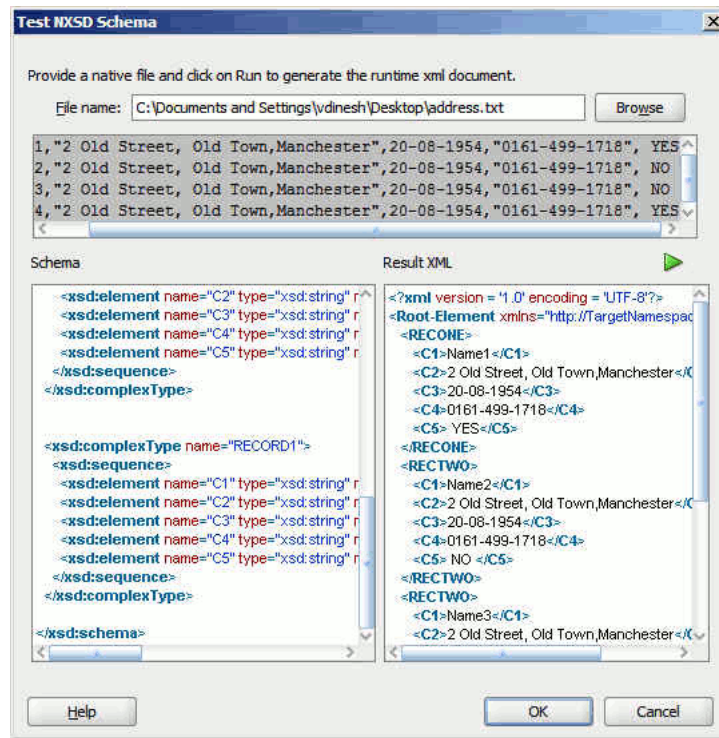 Test NXSD Schema
Provide a native file and click on Run to generate the runtime xml document.
File name: C:\Documents and Settings\vdinesh\Desktop\address.txt Browse
1,"2 Old Street, Old Town,Manchester",20-08-1954,"0161-499-1718", YES
2,"2 Old Street, Old Town,Manchester",20-08-1954,"0161-499-1718", NO
3,"2 Old Street, Old Town,Manchester",20-08-1954,"0161-499-1718", NO
4,"2 Old Street, Old Town,Manchester",20-08-1954,"0161-499-1718", YES
Schema
<xsd:element name="C2" type="xsd:string"
<xsd:element name="C3" type="xsd:string"
<xsd:element name="C4" type="xsd:string"
<xsd:element name="C5" type="xsd:string"
</xsd:sequence>
</xsd:complexType>
<xsd:complexType name="RECORD1">
<xsd:sequence>
<xsd:element name="C1" type="xsd:string"
<xsd:element name="C2" type="xsd:string"
<xsd:element name="C3" type="xsd:string"
<xsd:element name="C4" type="xsd:string"
<xsd:element name="C5" type="xsd:string"
</xsd:sequence>
</xsd:complexType>
</xsd:schema>
Result XML
<?xml version = '1.0' encoding = 'UTF-8'?>
<Root-Element xmlns="http://TargetNamespac
<RECONE>
<C1>Name1</C1>
<C2>2 Old Street, Old Town,Manchester</C
<C3>20-08-1954</C3>
<C4>0161-499-1718</C4>
<C5> YES</C5>
</RECONE>
<RECTWO>
<C1>Name2</C1>
<C2>2 Old Street, Old Town,Manchester</C
<C3>20-08-1954</C3>
<C4>0161-499-1718</C4>
<C5> NO </C5>
</RECTWO>
<RECTWO>
<C1>Name3</C1>
<C2>2 Old Street, Old Town,Manchester</C
Help OK Cancel